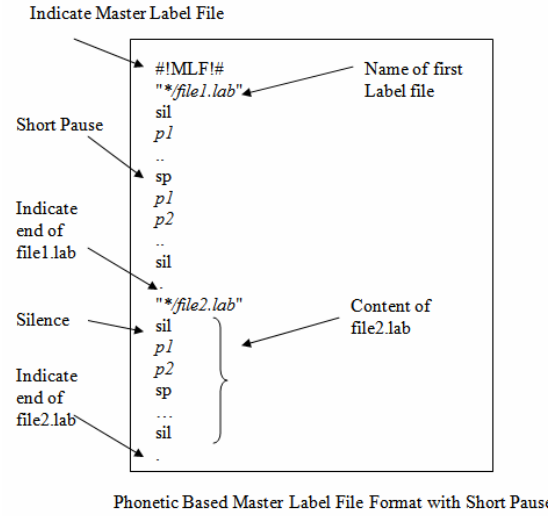 Indicate Master Label File
#!MLF!#
"*/file1.lab"
Name of first
Label file
sil
p1
..
Short Pause
sp
p1
p2
..
sil
.
Indicate
end of
file1.lab
"*/file2.lab"
Content of
file2.lab
Silence
sil
p1
p2
sp
...
sil
.
Indicate
end of
file2.lab
Phonetic Based Master Label File Format with Short Pause